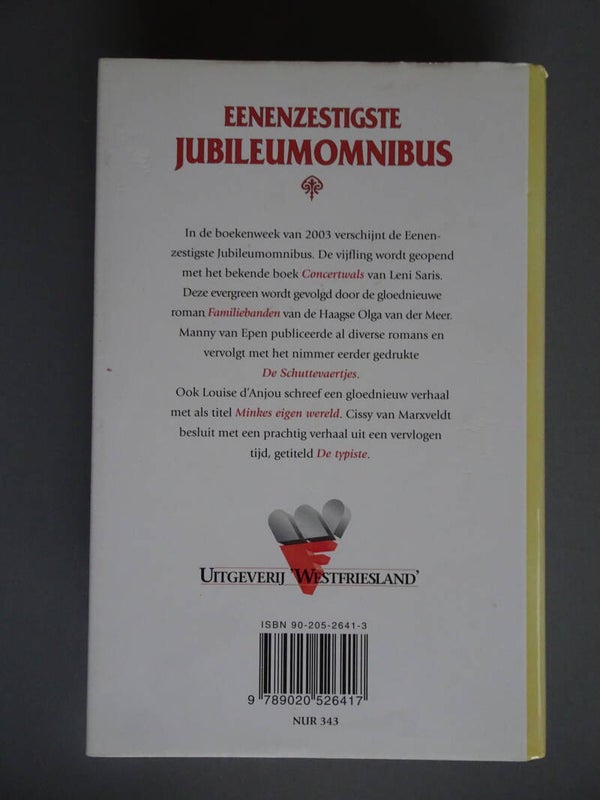 EENENZESTIGSTE
JUBILEUMOMNIBUS
In de boekenweek van 2003 verschijnt de Eenen-
zestigste Jubileumomnibus. De vijfling wordt geopend
met het bekende boek Concertwals van Leni Saris.
Deze evergreen wordt gevolgd door de gloednieuwe
roman Familiebanden van de Haagse Olga van der Meer.
Manny van Epen publiceerde al diverse romans en
vervolgt met het nimmer eerder gedrukte
De Schuttevaertjes.
Ook Louise d'Anjou schreef een gloednieuw verhaal
met als titel Minkes eigen wereld. Cissy van Marxveldt
besluit met een prachtig verhaal uit een vervlogen
tijd, getiteld De typiste.
UITGEVERIJ 'WESTFRIESLAND'
ISBN 90-205-2641-3
9 789020 526417
NUR 343